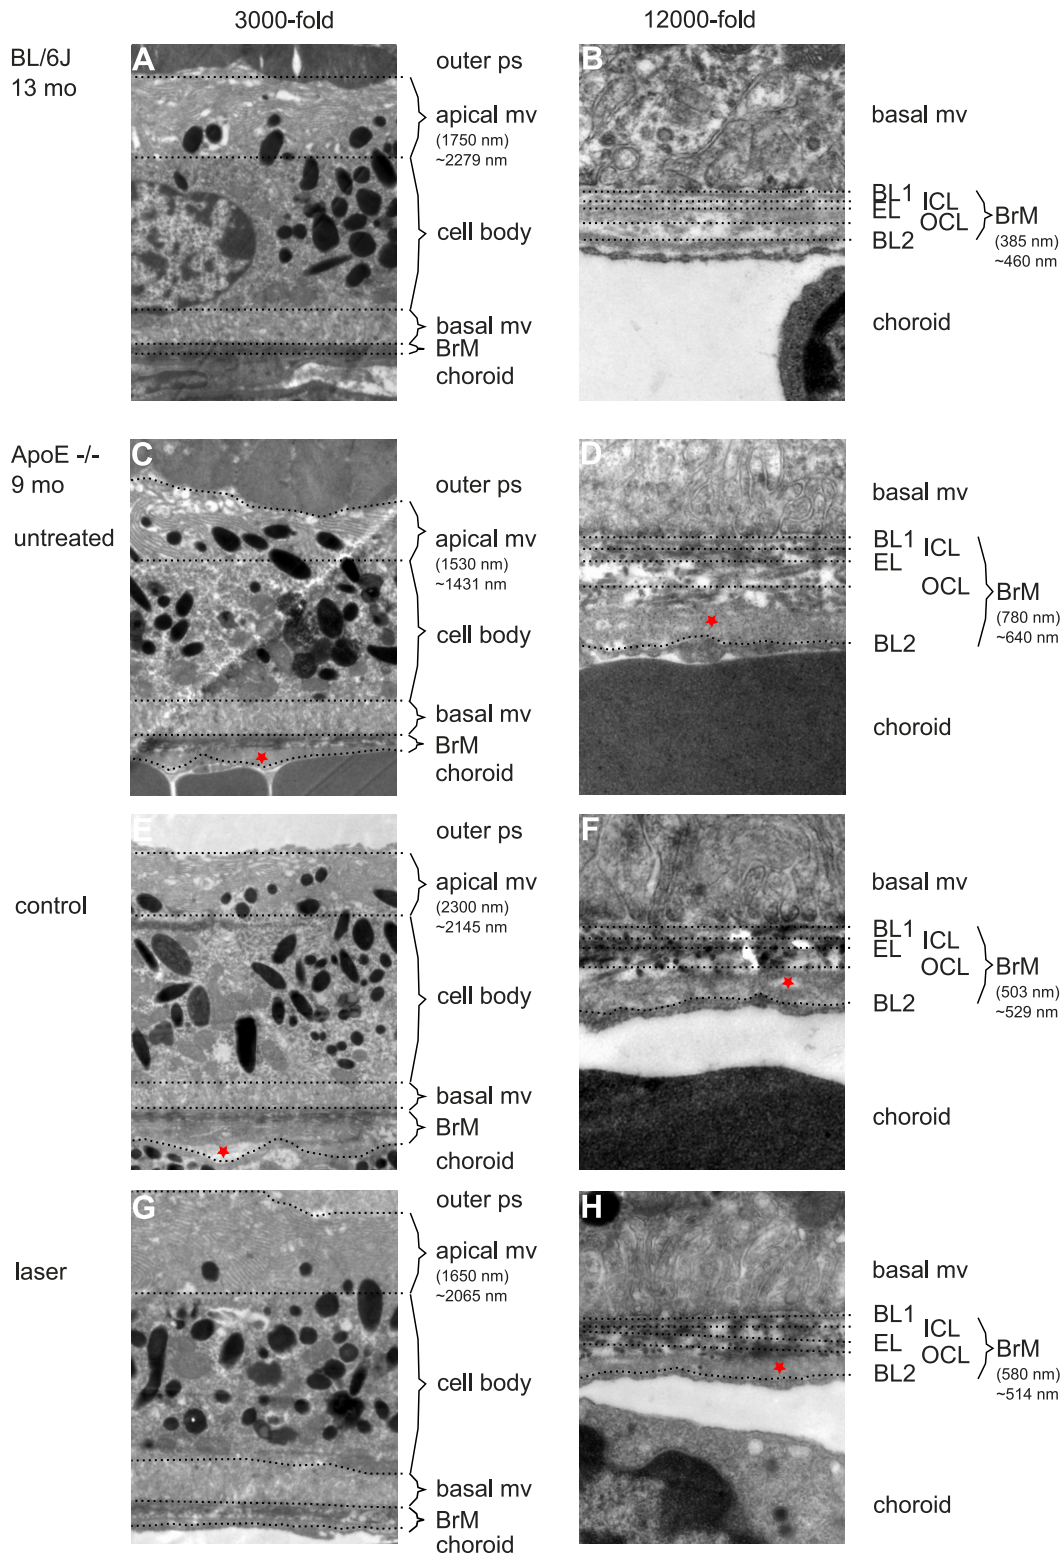 3000-fold
12000-fold
BL/6J
13 mo
A
outer ps
apical mv
(1750 nm)
~2279 nm
cell body
basal mv
BrM
choroid
B
basal mv
BL1
ICL
EL
OCL
BL2
BrM
(385 nm)
~460 nm
choroid
ApoE -/-
9 mo
untreated
C
outer ps
apical mv
(1530 nm)
~1431 nm
cell body
basal mv
BrM
choroid
D
basal mv
BL1
ICL
EL
OCL
BL2
BrM
(780 nm)
~640 nm
choroid
control
E
outer ps
apical mv
(2300 nm)
~2145 nm
cell body
basal mv
BrM
choroid
F
basal mv
BL1
ICL
EL
OCL
BL2
BrM
(503 nm)
~529 nm
choroid
laser
G
outer ps
apical mv
(1650 nm)
~2065 nm
cell body
basal mv
BrM
choroid
H
basal mv
BL1
ICL
EL
OCL
BL2
BrM
(580 nm)
~514 nm
choroid